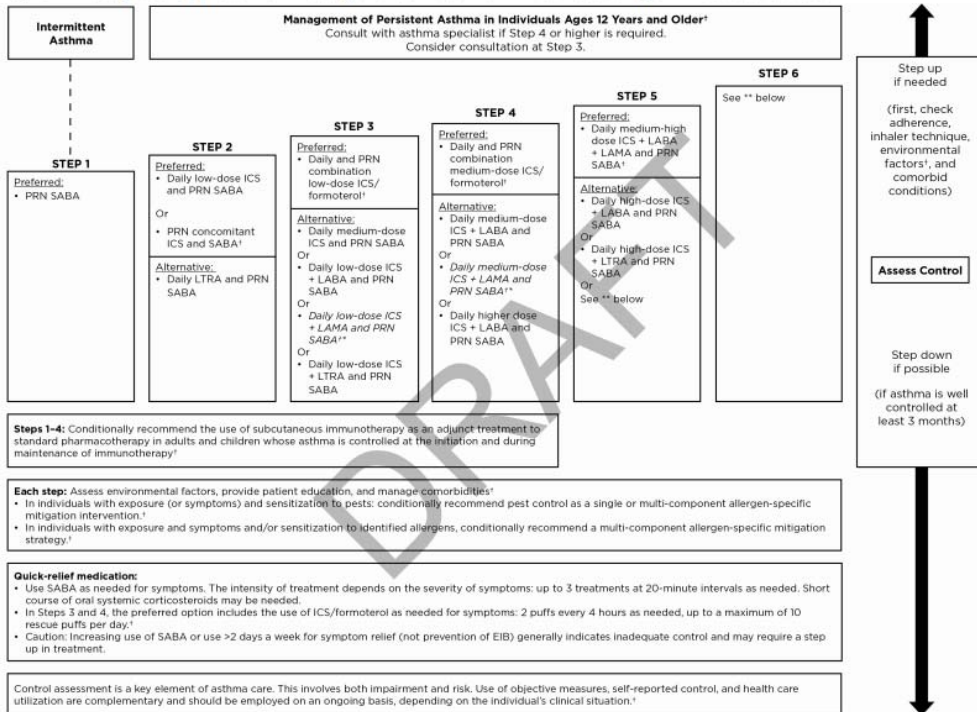 Intermittent
Asthma
Management of Persistent Asthma in Individuals Ages 12 Years and Older†
Consult with asthma specialist if Step 4 or higher is required.
Consider consultation at Step 3.
STEP 1
Preferred:
• PRN SABA
STEP 2
Preferred:
• Daily low-dose ICS
and PRN SABA
Or
• PRN concomitant
ICS and SABA†
Alternative:
• Daily LTRA and PRN
SABA
STEP 3
Preferred:
• Daily and PRN
combination
low-dose ICS/
formoterol†
Alternative:
• Daily medium-dose
ICS and PRN SABA
Or
• Daily low-dose ICS
+ LABA and PRN
SABA
Or
• Daily low-dose ICS
+ LAMA and PRN
SABA†*
Or
• Daily low-dose ICS
+ LTRA and PRN
SABA
STEP 4
Preferred:
• Daily and PRN
combination
medium-dose ICS/
formoterol†
Alternative:
• Daily medium-dose
ICS + LABA and
PRN SABA
Or
• Daily medium-dose
ICS + LAMA and
PRN SABA†*
Or
• Daily higher dose
ICS + LABA and
PRN SABA
STEP 5
Preferred:
• Daily medium-high
dose ICS + LABA
+ LAMA and PRN
SABA†
Alternative:
• Daily high-dose ICS
+ LABA and PRN
SABA
Or
• Daily high-dose ICS
+ LTRA and PRN
SABA
Or
See ** below
STEP 6
See ** below
Step up
if needed
(first, check
adherence,
inhaler technique,
environmental
factors†, and
comorbid
conditions)
Assess Control
Step down
if possible
(if asthma is well
controlled at
least 3 months)
Steps 1–4: Conditionally recommend the use of subcutaneous immunotherapy as an adjunct treatment to
standard pharmacotherapy in adults and children whose asthma is controlled at the initiation and during
maintenance of immunotherapy†
Each step: Assess environmental factors, provide patient education, and manage comorbidities†
• In individuals with exposure (or symptoms) and sensitization to pests: conditionally recommend pest control as a single or multi-component allergen-specific
mitigation intervention.†
• In individuals with exposure and symptoms and/or sensitization to identified allergens, conditionally recommend a multi-component allergen-specific mitigation
strategy.†
Quick-relief medication:
• Use SABA as needed for symptoms. The intensity of treatment depends on the severity of symptoms: up to 3 treatments at 20-minute intervals as needed. Short
course of oral systemic corticosteroids may be needed.
• In Steps 3 and 4, the preferred option includes the use of ICS/formoterol as needed for symptoms: 2 puffs every 4 hours as needed, up to a maximum of 10
rescue puffs per day.†
• Caution: Increasing use of SABA or use >2 days a week for symptom relief (not prevention of EIB) generally indicates inadequate control and may require a step
up in treatment.
Control assessment is a key element of asthma care. This involves both impairment and risk. Use of objective measures, self-reported control, and health care
utilization are complementary and should be employed on an ongoing basis, depending on the individual's clinical situation.†
DRAFT